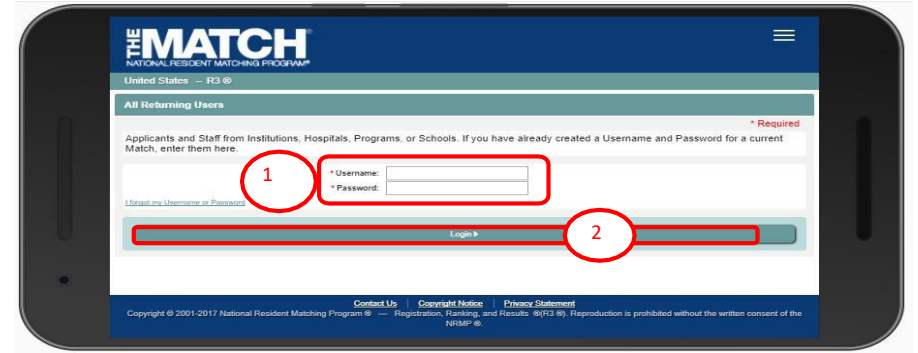 THE MATCH®
NATIONAL RESIDENT MATCHING PROGRAM®
United States – R3 ®
All Returning Users
* Required
Applicants and Staff from Institutions, Hospitals, Programs, or Schools. If you have already created a Username and Password for a current
Match, enter them here.
1
* Username:
* Password:
I forgot my Username or Password
Login
2
Contact Us | Copyright Notice | Privacy Statement
Copyright © 2001-2017 National Resident Matching Program ® — Registration, Ranking, and Results ®(R3 ®). Reproduction is prohibited without the written consent of the
NRMP ®.